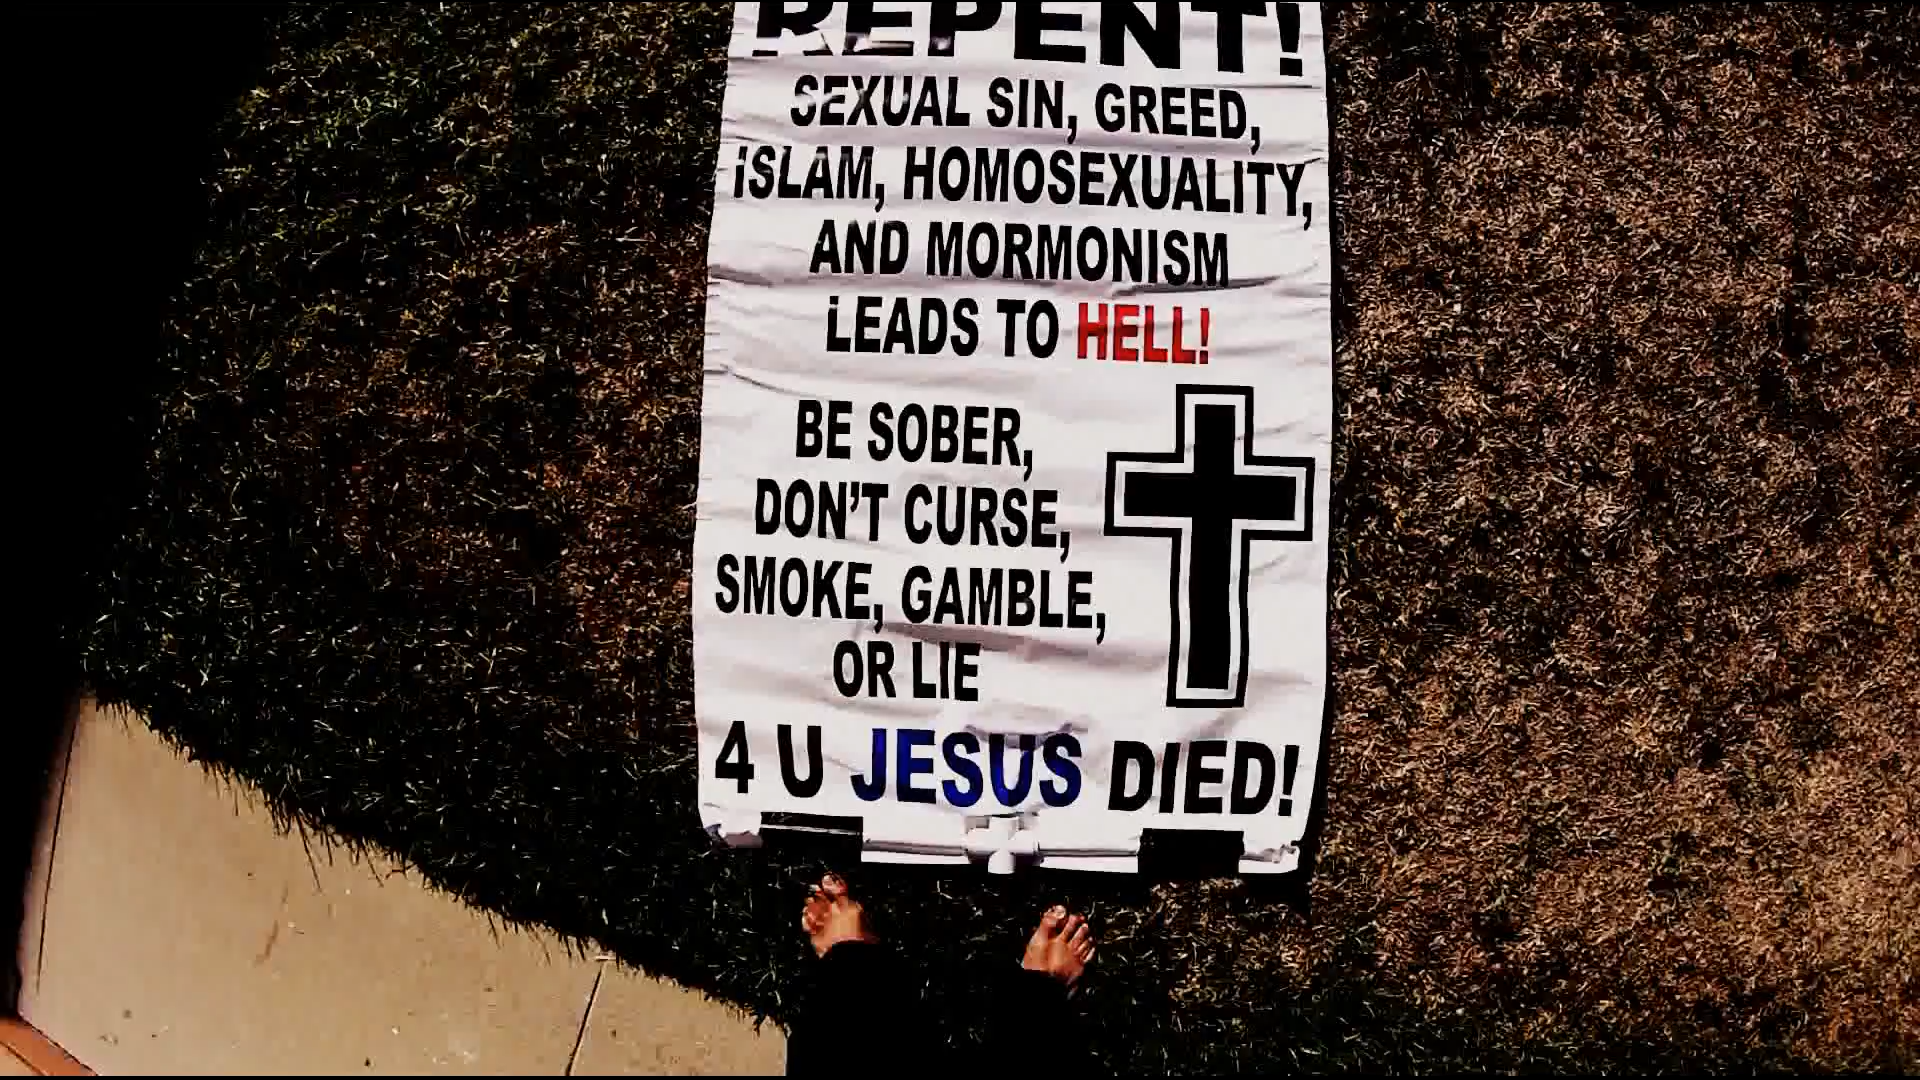 REPENT!
SEXUAL SIN, GREED,
ISLAM, HOMOSEXUALITY,
AND MORMONISM
LEADS TO HELL!
BE SOBER,
DON'T CURSE,
SMOKE, GAMBLE,
OR LIE
4 U JESUS DIED!